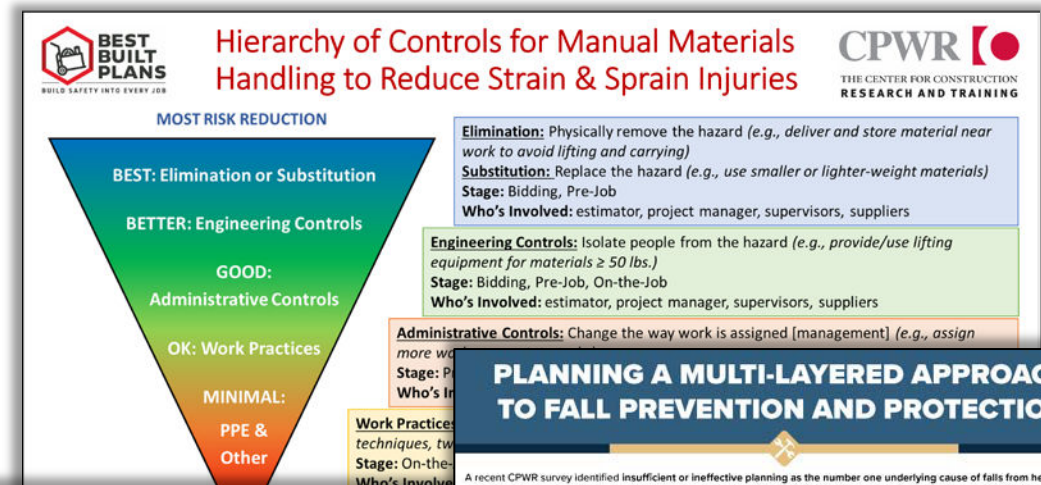 BEST
BUILT
PLANS
BUILD SAFETY INTO EVERY JOB
Hierarchy of Controls for Manual Materials
Handling to Reduce Strain & Sprain Injuries
CPWR
THE CENTER FOR CONSTRUCTION
RESEARCH AND TRAINING
MOST RISK REDUCTION
BEST: Elimination or Substitution
BETTER: Engineering Controls
GOOD:
Administrative Controls
OK: Work Practices
MINIMAL:
PPE &
Other
Elimination: Physically remove the hazard (e.g., deliver and store material near
work to avoid lifting and carrying)
Substitution: Replace the hazard (e.g., use smaller or lighter-weight materials)
Stage: Bidding, Pre-Job
Who's Involved: estimator, project manager, supervisors, suppliers
Engineering Controls: Isolate people from the hazard (e.g., provide/use lifting
equipment for materials ≥ 50 lbs.)
Stage: Bidding, Pre-Job, On-the-Job
Who's Involved: estimator, project manager, supervisors, suppliers
Administrative Controls: Change the way work is assigned [management] (e.g., assign
more
Stage:
Who's
Work Practices
techniques,
Stage: On-the-
Who's Involve
PLANNING A MULTI-LAYERED APPROAC
TO FALL PREVENTION AND PROTECTIO
A recent CPWR survey identified insufficient or ineffective planning as the number one underlying cause of falls from he